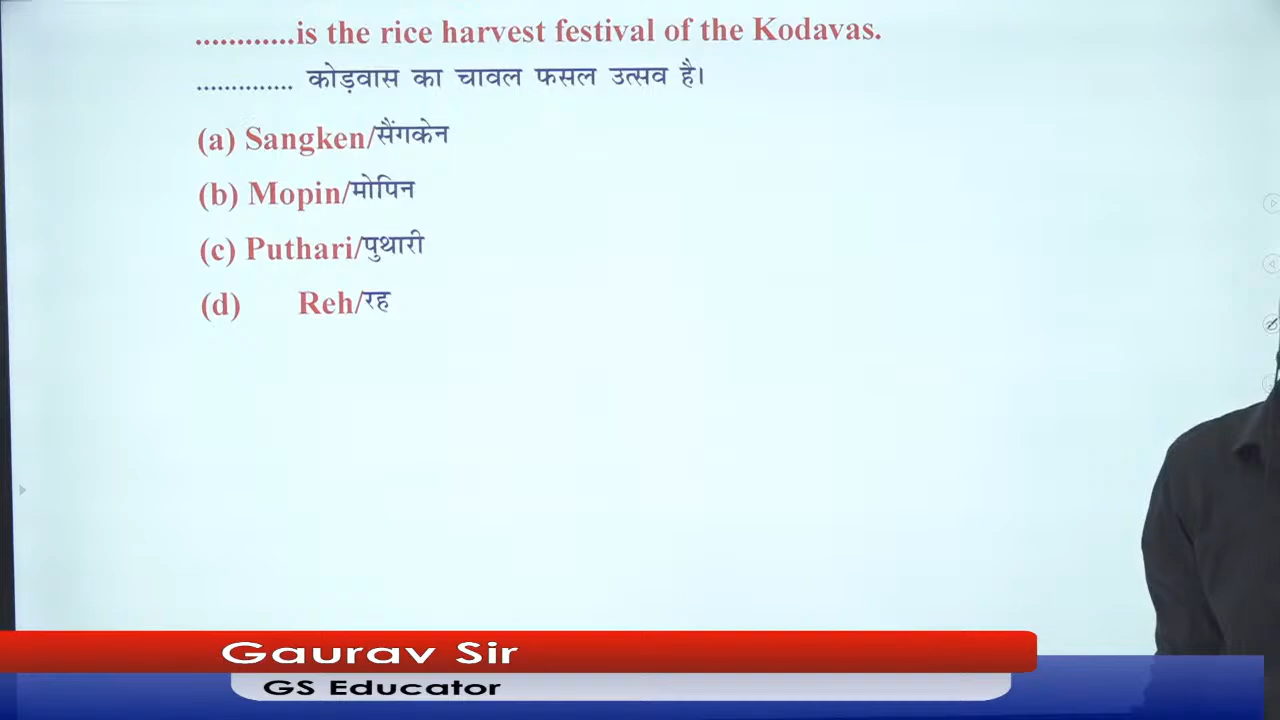 ............is the rice harvest festival of the Kodavas.
.............. कोड़वास का चावल फसल उत्सव है।
(a) Sangken/सैंगकेन
(b) Mopin/मोपिन
(c) Puthari/पुथारी
(d) Reh/रह
Gaurav Sir
GS Educator